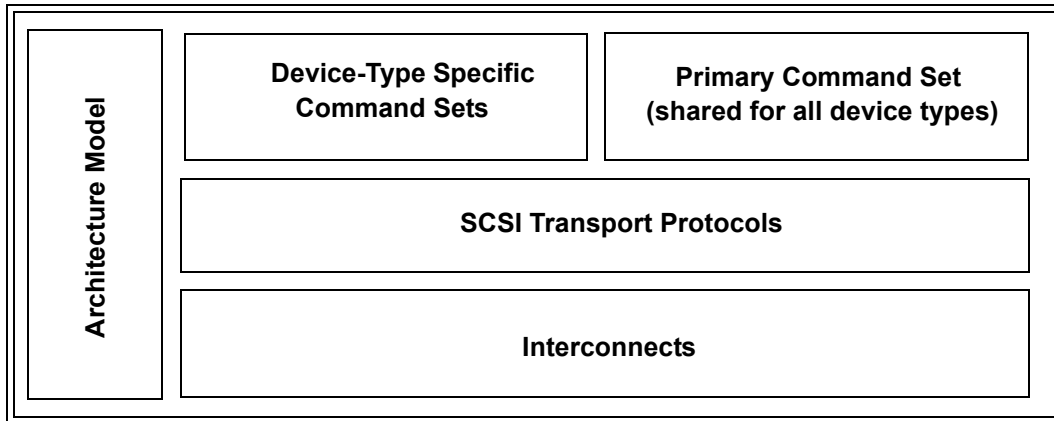 Architecture Model
Device-Type Specific
Command Sets
Primary Command Set
(shared for all device types)
SCSI Transport Protocols
Interconnects